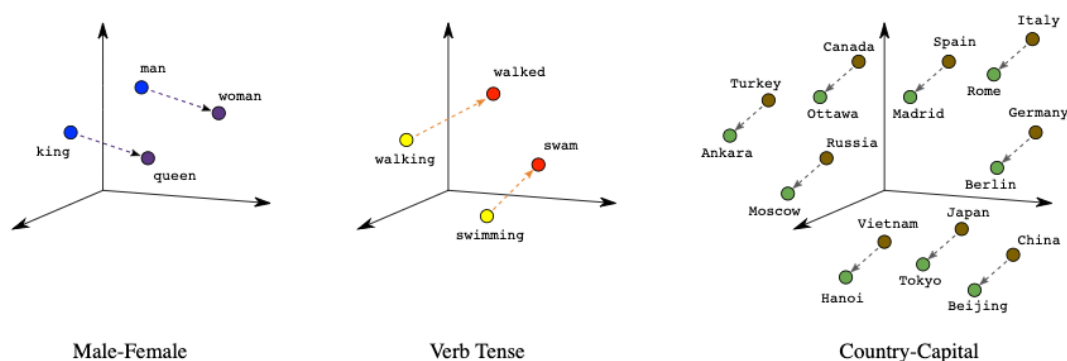 man
woman
king
queen
Male-Female
walked
walking
swam
swimming
Verb Tense
Italy
Canada
Spain
Turkey
Rome
Ottawa
Madrid
Germany
Ankara
Russia
Berlin
Moscow
Vietnam
Japan
China
Hanoi
Tokyo
Beijing
Country-Capital